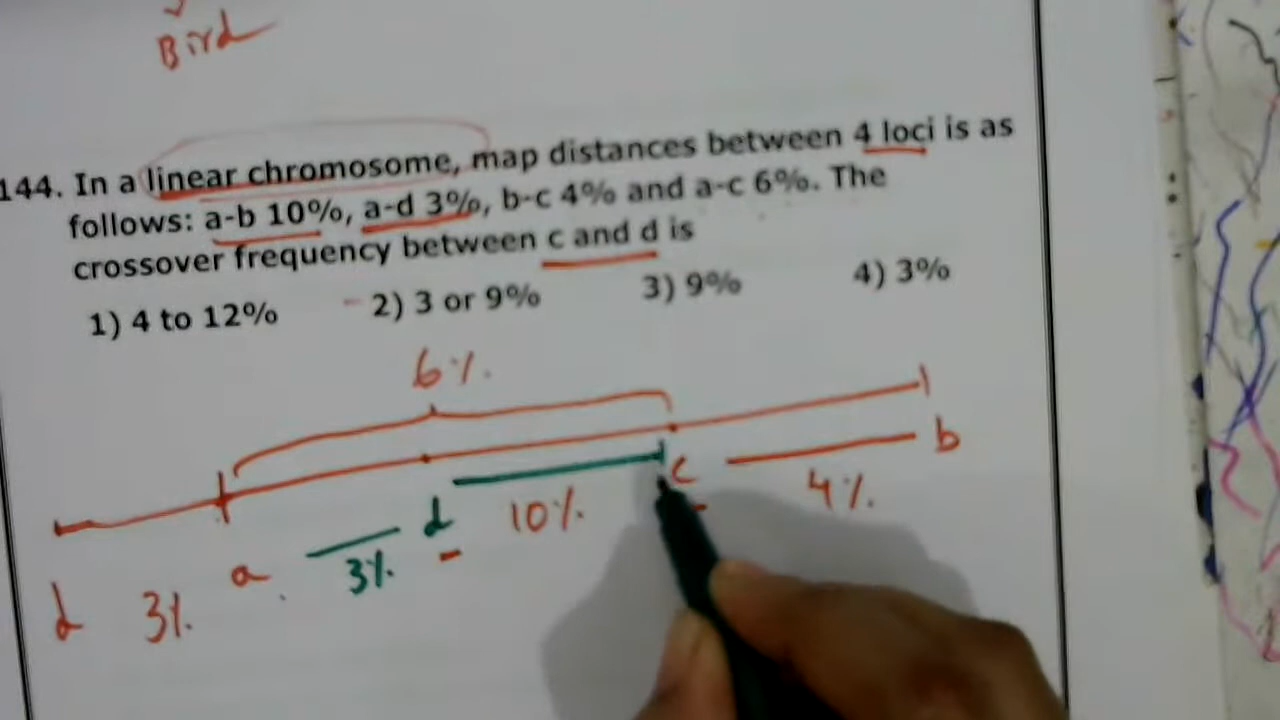 Bird
144. In a linear chromosome, map distances between 4 loci is as
follows: a-b 10%, a-d 3%, b-c 4% and a-c 6%. The
crossover frequency between c and d is
1) 4 to 12% 2) 3 or 9% 3) 9% 4) 3%
6%.
d 3%. a 3%. d 10%. c 4%. b